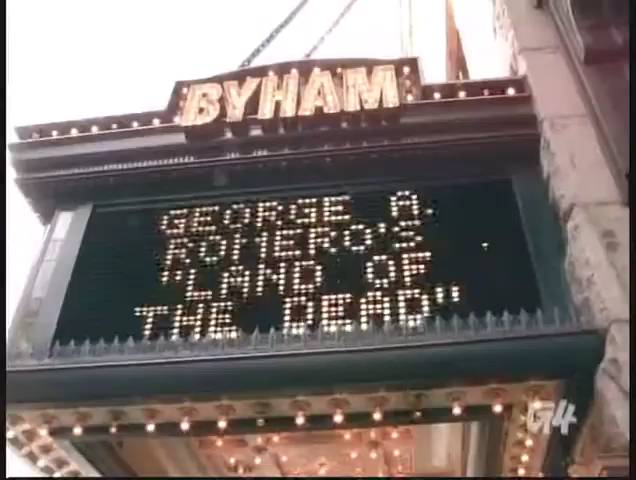 BYHAM
GEORGE A.
ROMERO'S
"LAND OF
THE DEAD"
G4